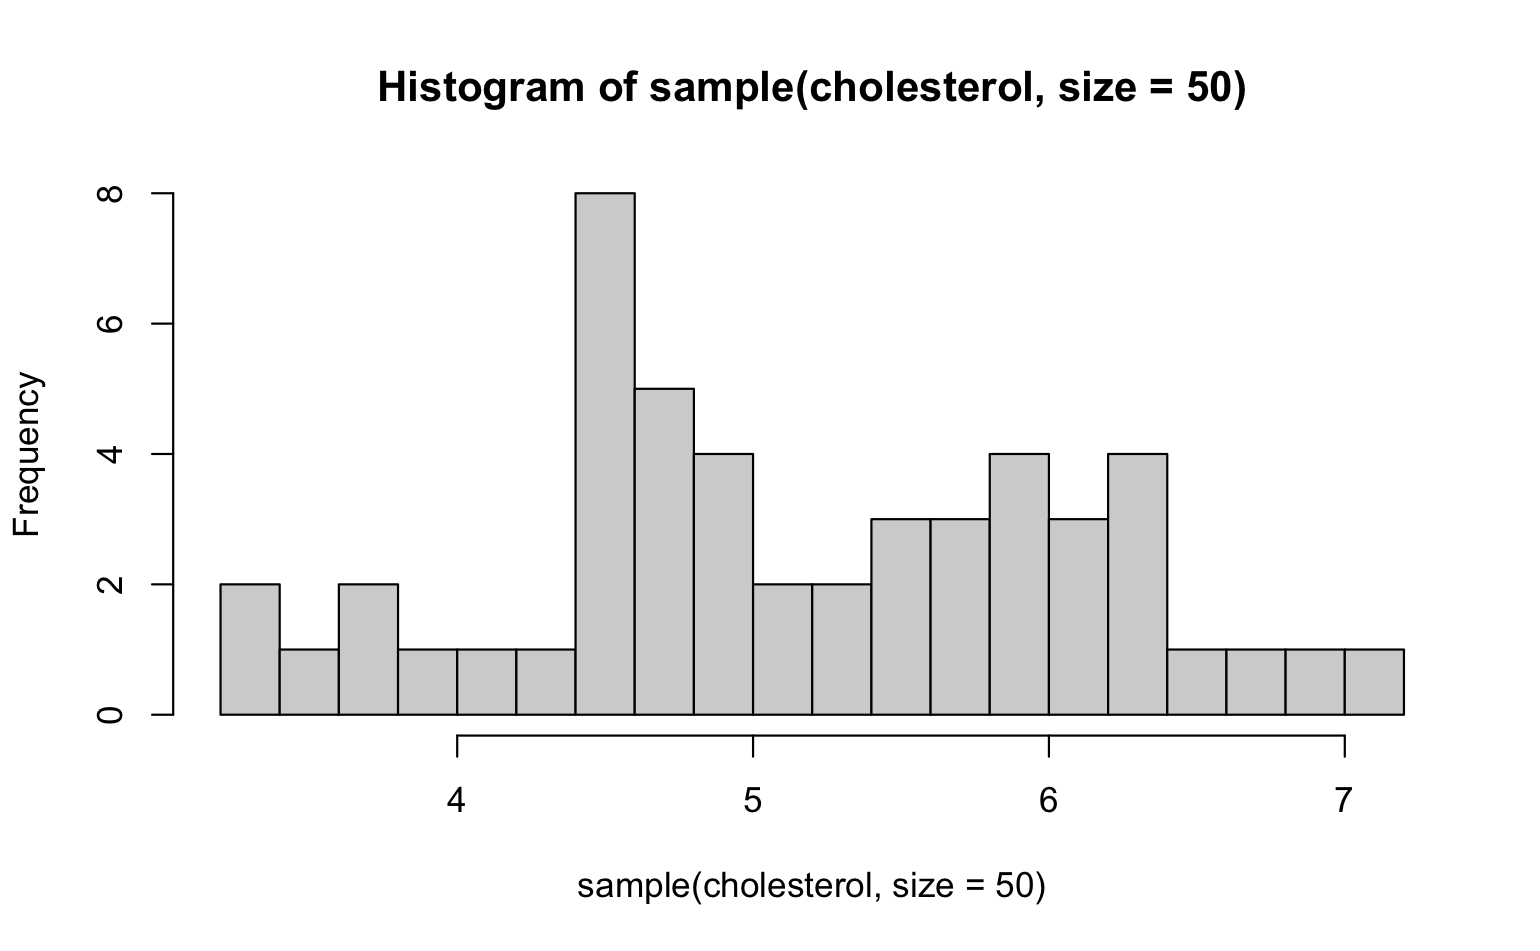 Histogram of sample(cholesterol, size = 50)
8
6
4
2
0
Frequency
4 5 6 7
sample(cholesterol, size = 50)